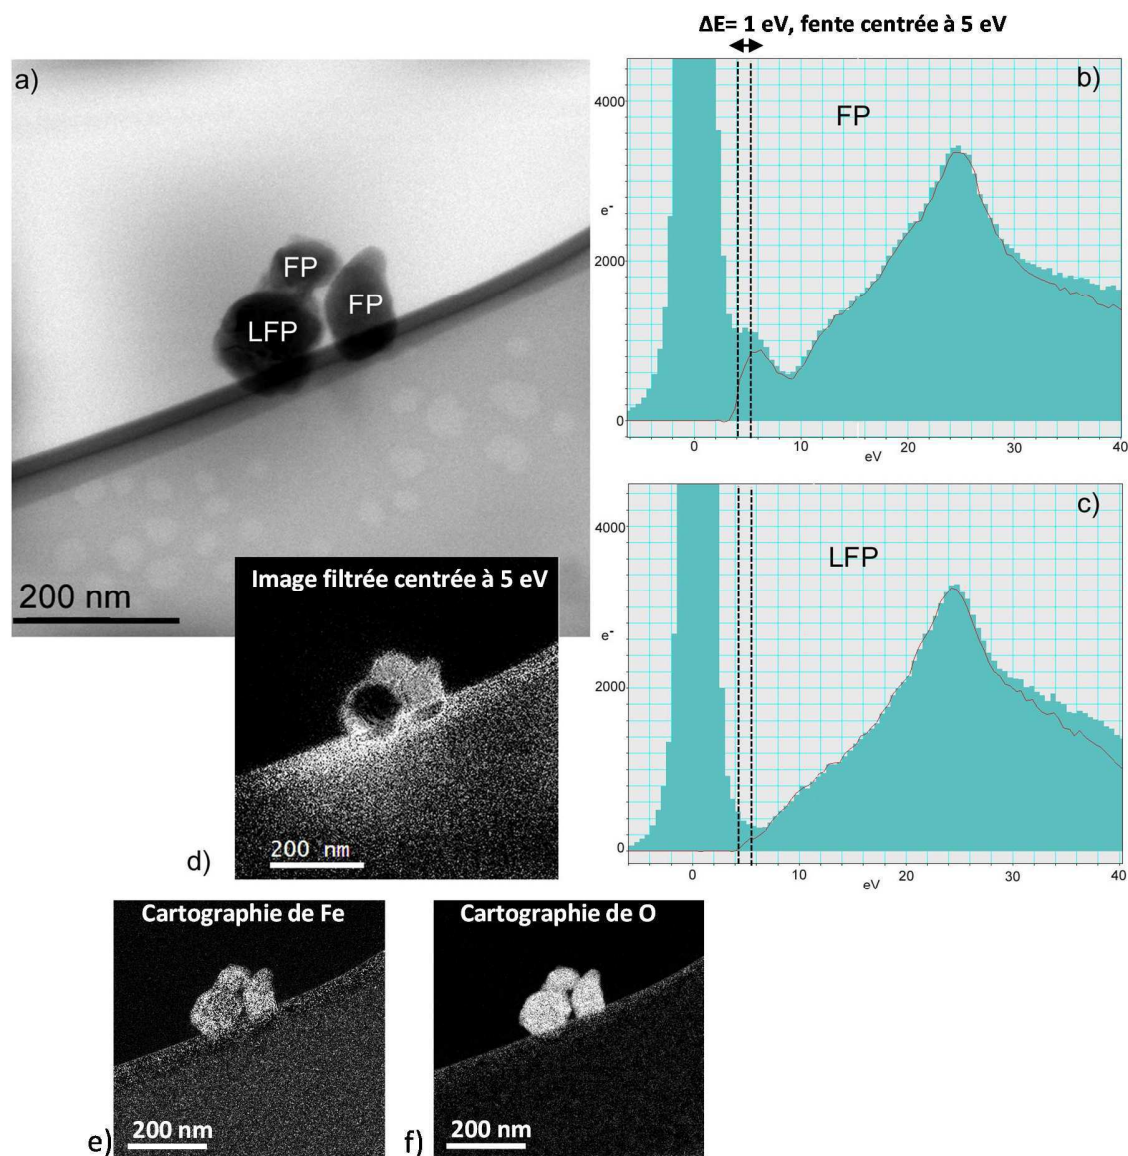 ΔE= 1 eV, fente centrée à 5 eV
a)
FP
FP
LFP
200 nm
b)
FP
4000
e-
2000
0
0
10
20
30
40
eV
c)
LFP
4000
e-
2000
0
0
10
20
30
40
eV
Image filtrée centrée à 5 eV
200 nm
d)
Cartographie de Fe
200 nm
e)
Cartographie de O
200 nm
f)